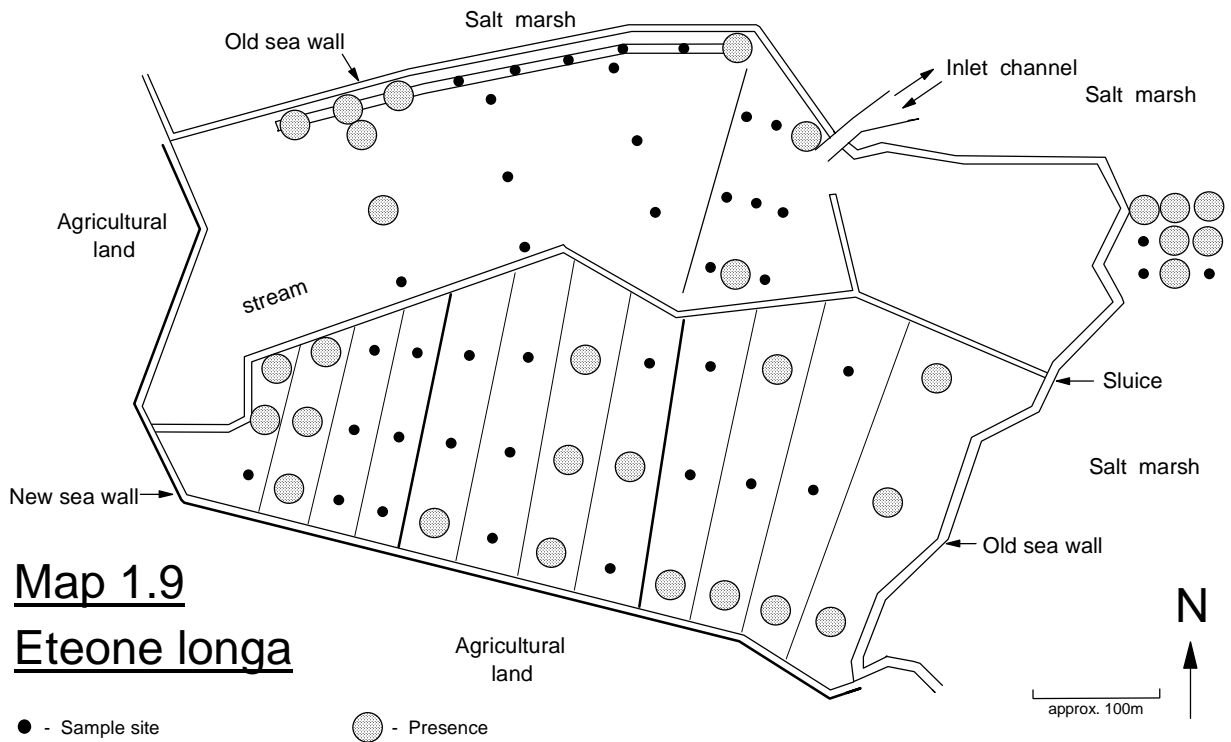 Salt marsh
Old sea wall
Inlet channel
Salt marsh
Agricultural
land
stream
Sluice
Salt marsh
New sea wall
Old sea wall
Map 1.9
Eteone longa
Agricultural
land
N
approx. 100m
- Sample site
- Presence